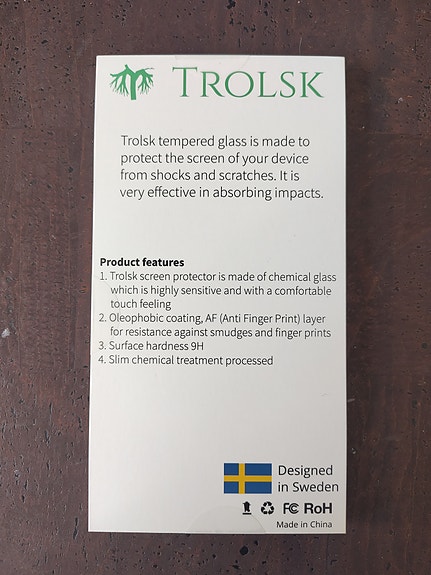 TROLSK
Trolsk tempered glass is made to
protect the screen of your device
from shocks and scratches. It is
very effective in absorbing impacts.
Product features
1. Trolsk screen protector is made of chemical glass
which is highly sensitive and with a comfortable
touch feeling
2. Oleophobic coating, AF (Anti Finger Print) layer
for resistance against smudges and finger prints
3. Surface hardness 9H
4. Slim chemical treatment processed
Designed
in Sweden
FC RoH
Made in China